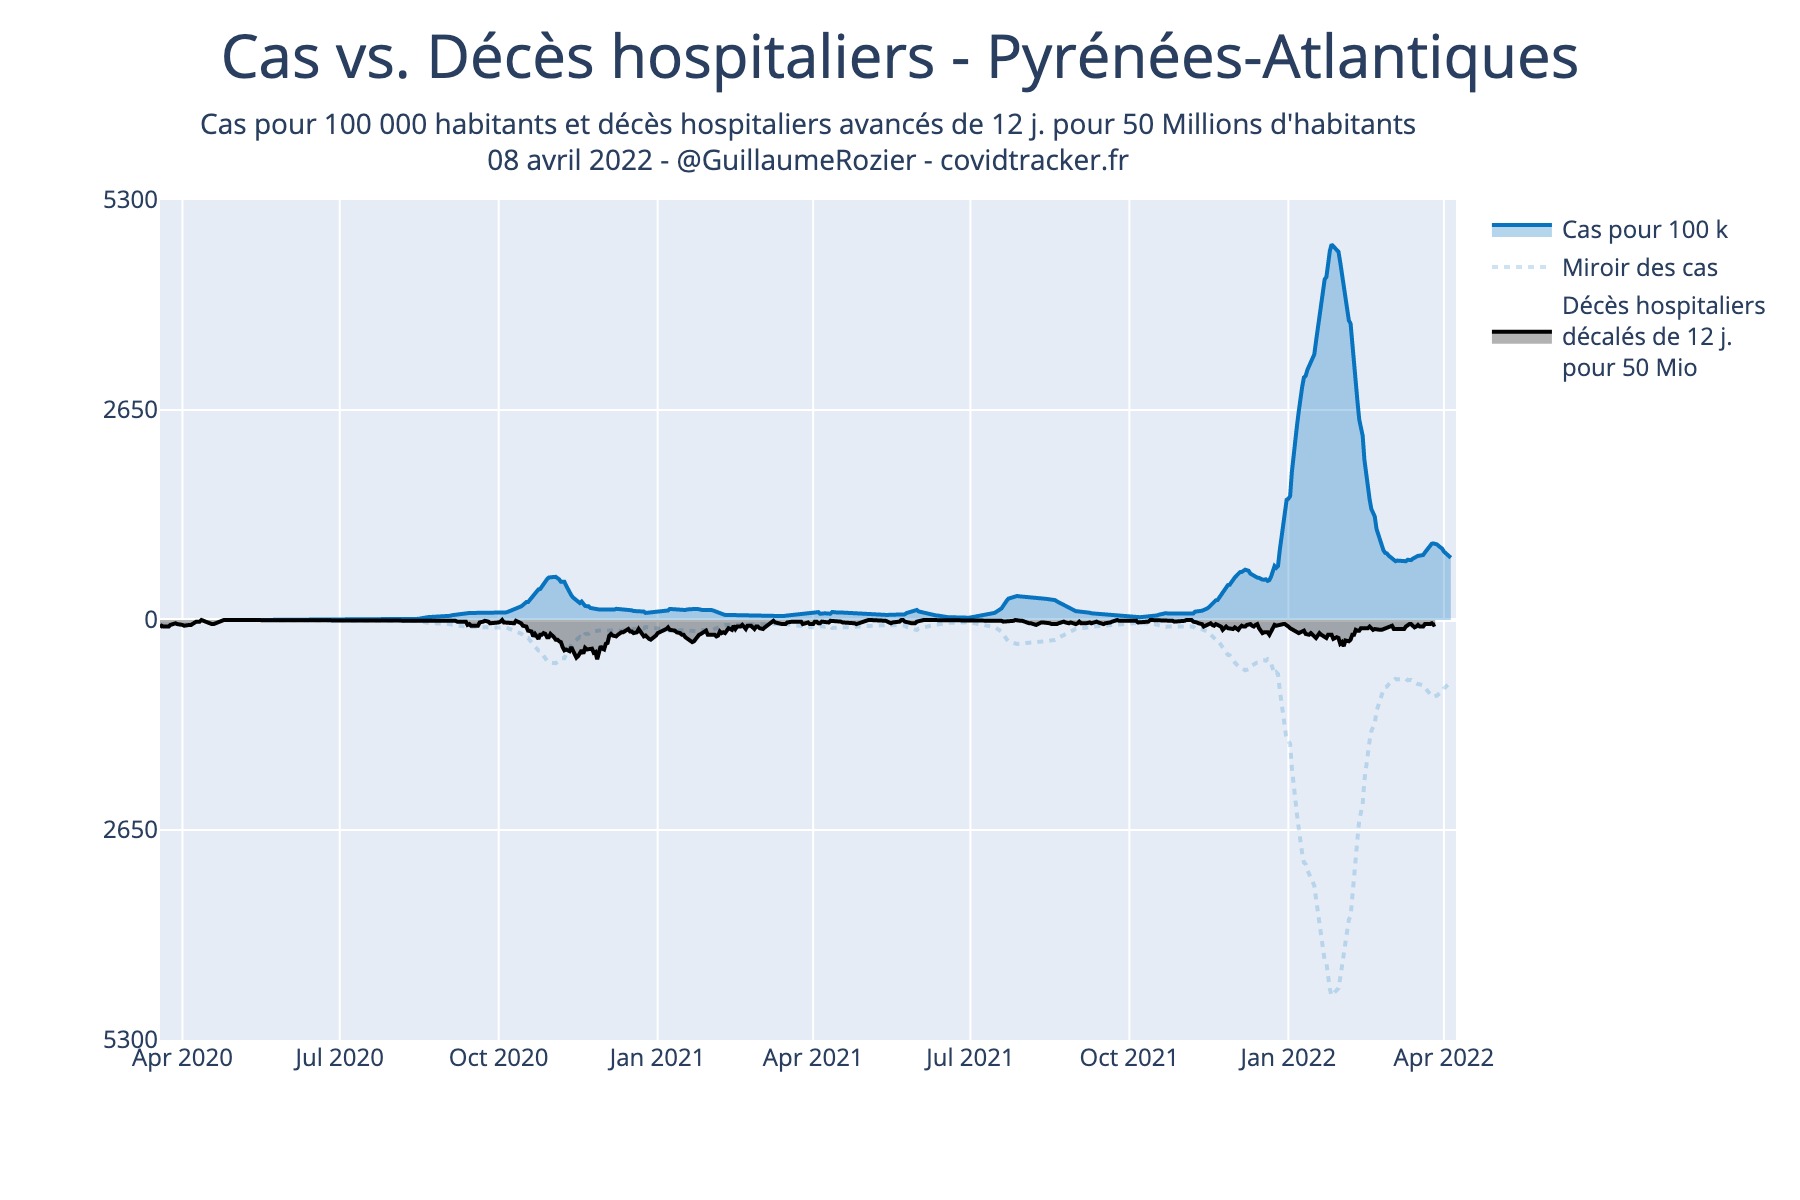 Cas vs. Décès hospitaliers - Pyrénées-Atlantiques
Cas pour 100 000 habitants et décès hospitaliers avancés de 12 j. pour 50 Millions d'habitants
08 avril 2022 - @GuillaumeRozier - covidtracker.fr
5300
2650
0
2650
5300
Apr 2020
Jul 2020
Oct 2020
Jan 2021
Apr 2021
Jul 2021
Oct 2021
Jan 2022
Apr 2022
Cas pour 100 k
Miroir des cas
Décès hospitaliers
décalés de 12 j.
pour 50 Mio